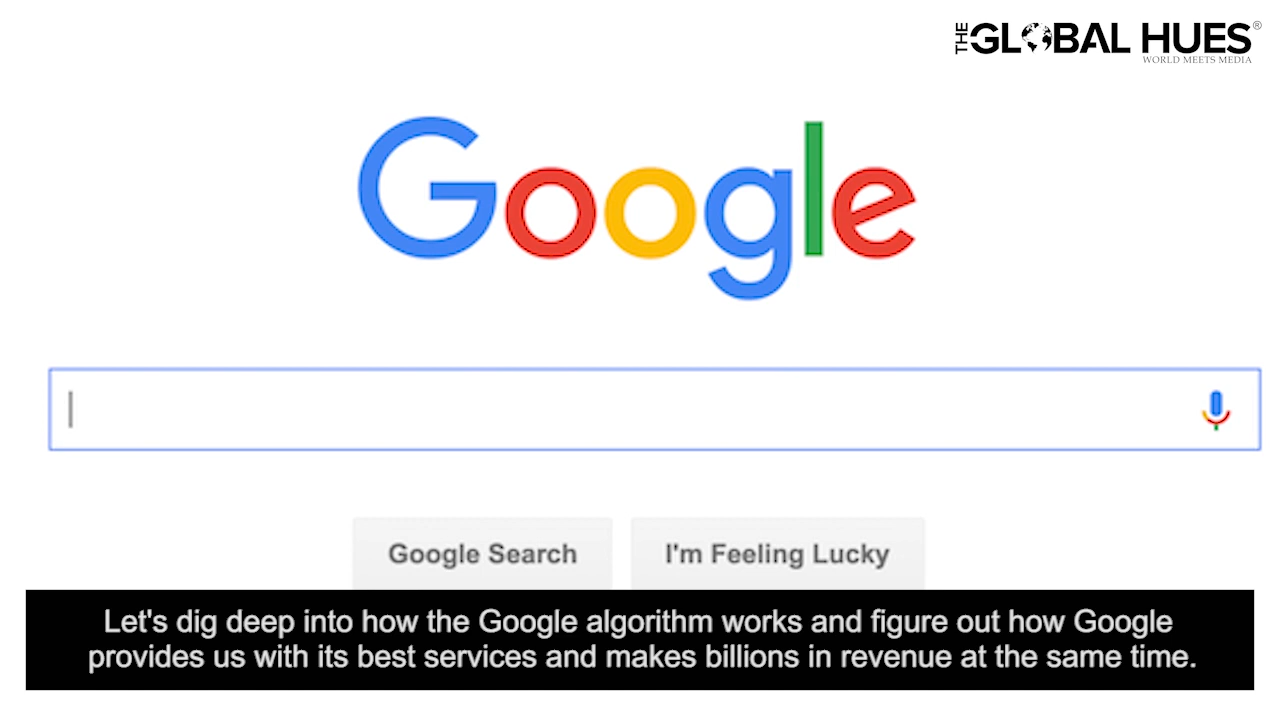 THE GLOBAL HUES®
WORLD MEETS MEDIA
Google
Google Search
I'm Feeling Lucky
Let's dig deep into how the Google algorithm works and figure out how Google
provides us with its best services and makes billions in revenue at the same time.